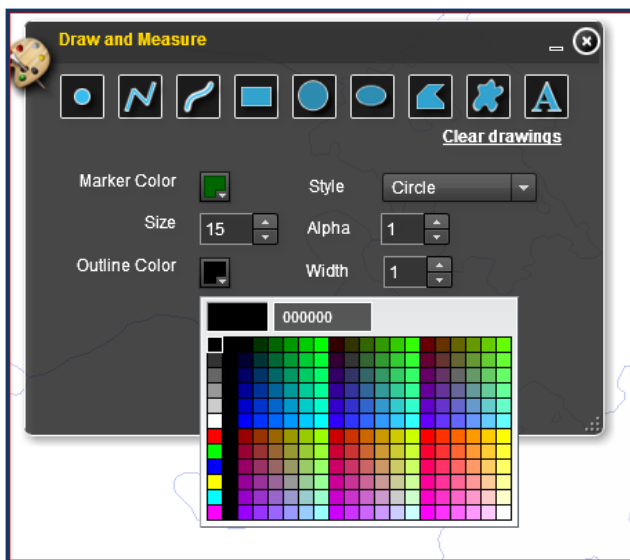 Draw and Measure
A
Clear drawings
Marker Color
Style
Circle
Size
15
Alpha
1
Outline Color
Width
1
000000